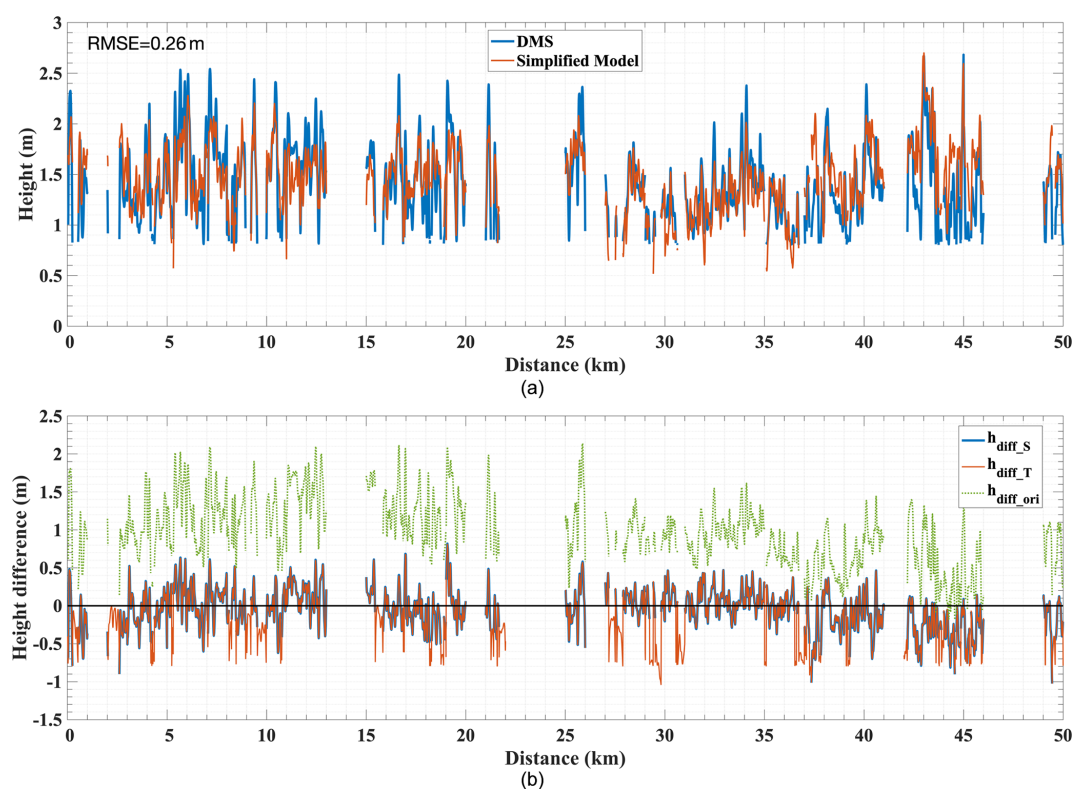 RMSE=0.26 m
DMS
Simplified Model
Height (m)
3
2.5
2
1.5
1
0.5
0
0 5 10 15 20 25 30 35 40 45 50
Distance (km)
(a)
h_diff_S
h_diff_T
h_diff_ori
Height difference (m)
2.5
2
1.5
1
0.5
0
-0.5
-1
-1.5
0 5 10 15 20 25 30 35 40 45 50
Distance (km)
(b)